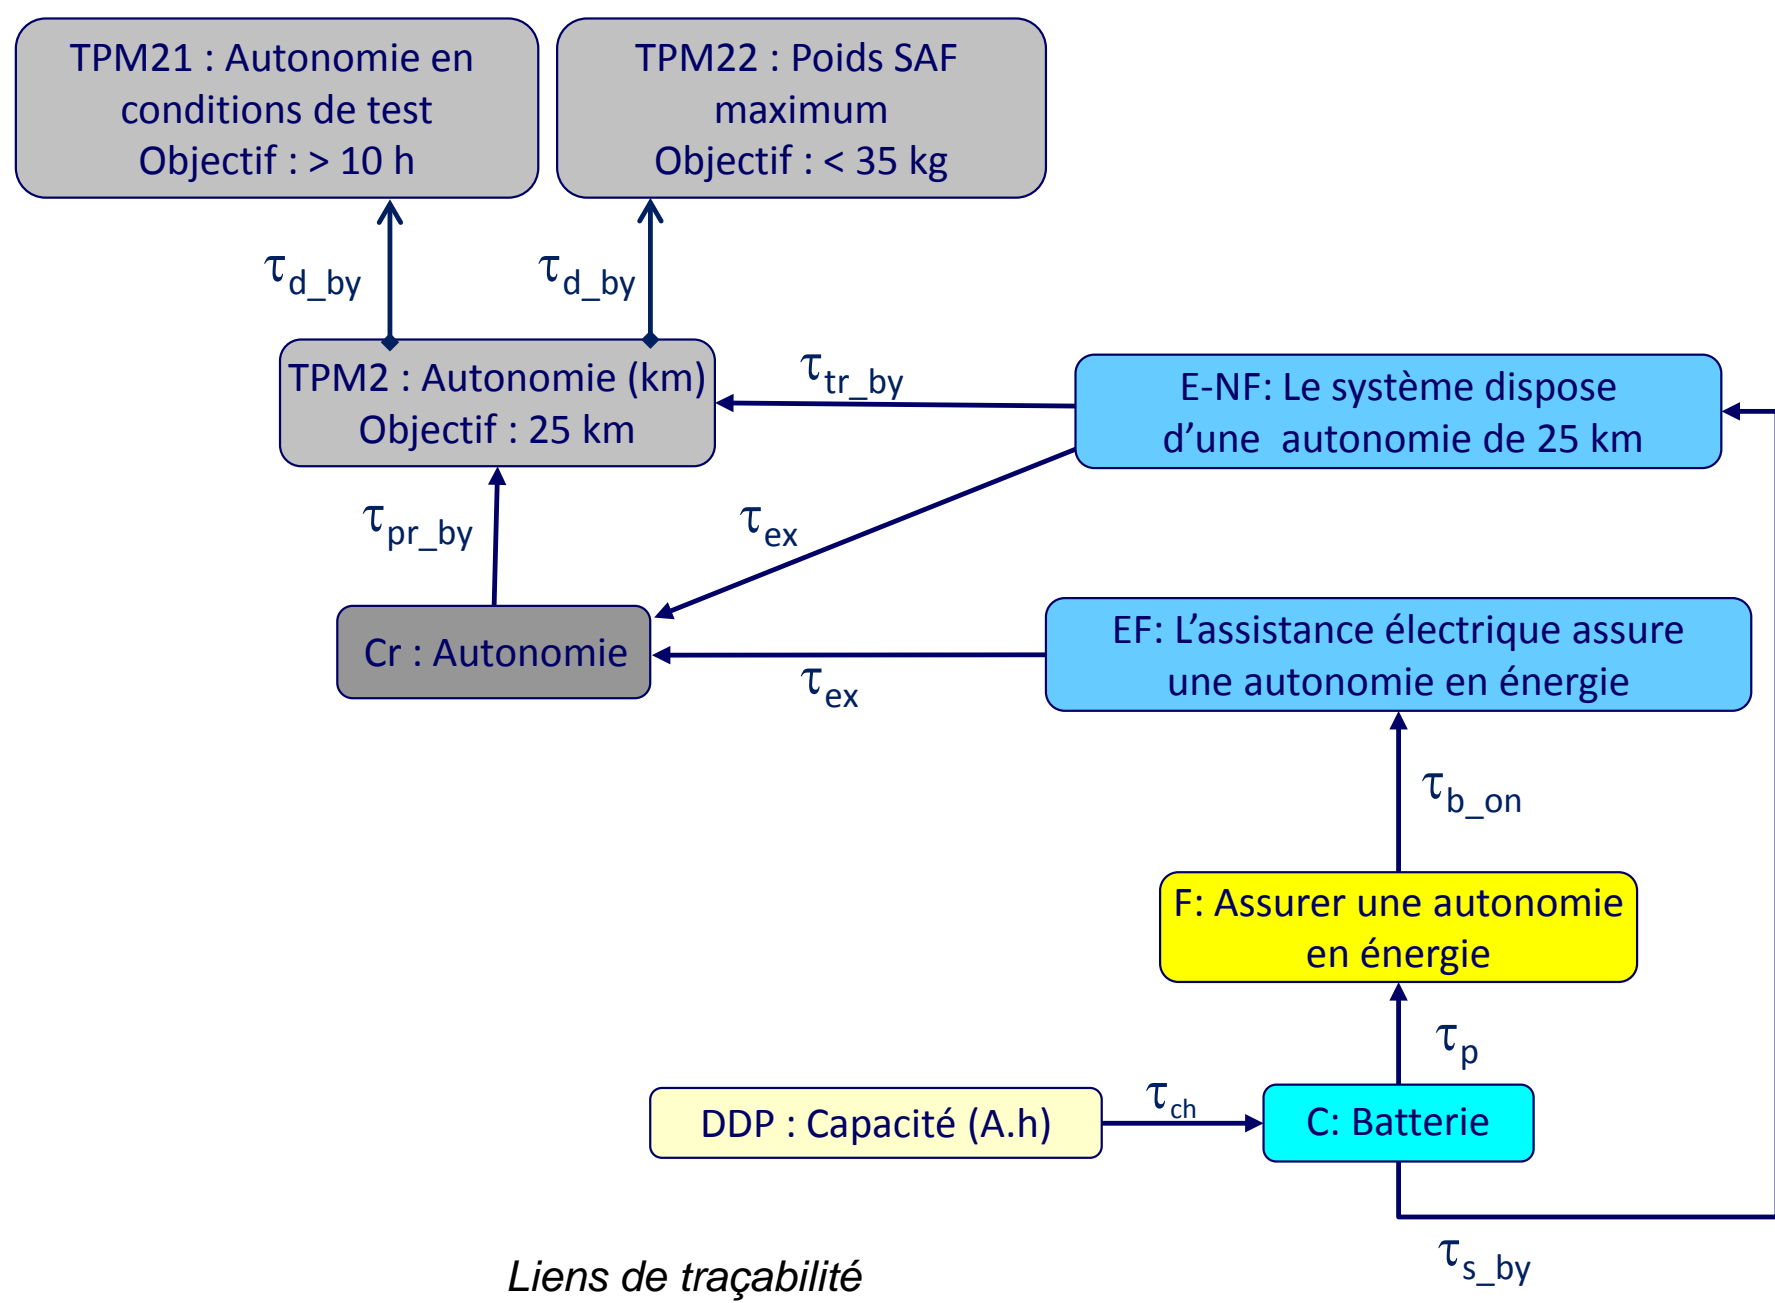 TPM21 : Autonomie en
conditions de test
Objectif : > 10 h
TPM22 : Poids SAF
maximum
Objectif : < 35 kg
τd_by
τd_by
TPM2 : Autonomie (km)
Objectif : 25 km
τtr_by
E-NF: Le système dispose
d’une  autonomie de 25 km
τpr_by
τex
Cr : Autonomie
τex
EF: L’assistance électrique assure
une autonomie en énergie
τb_on
F: Assurer une autonomie
en énergie
τp
DDP : Capacité (A.h)
τch
C: Batterie
τs_by
Liens de traçabilité